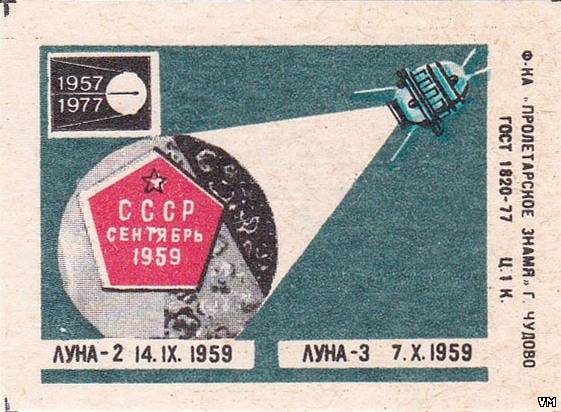 1957
1977
СССР
СЕНТЯБРЬ
1959
ЛУНА-2 14.IX.1959
ЛУНА-3 7.X.1959
Ф-КА „ПРОЛЕТАРСКОЕ ЗНАМЯ" Г. ЧУДОВО
ГОСТ 1820-77 Ц.1 К.
VM